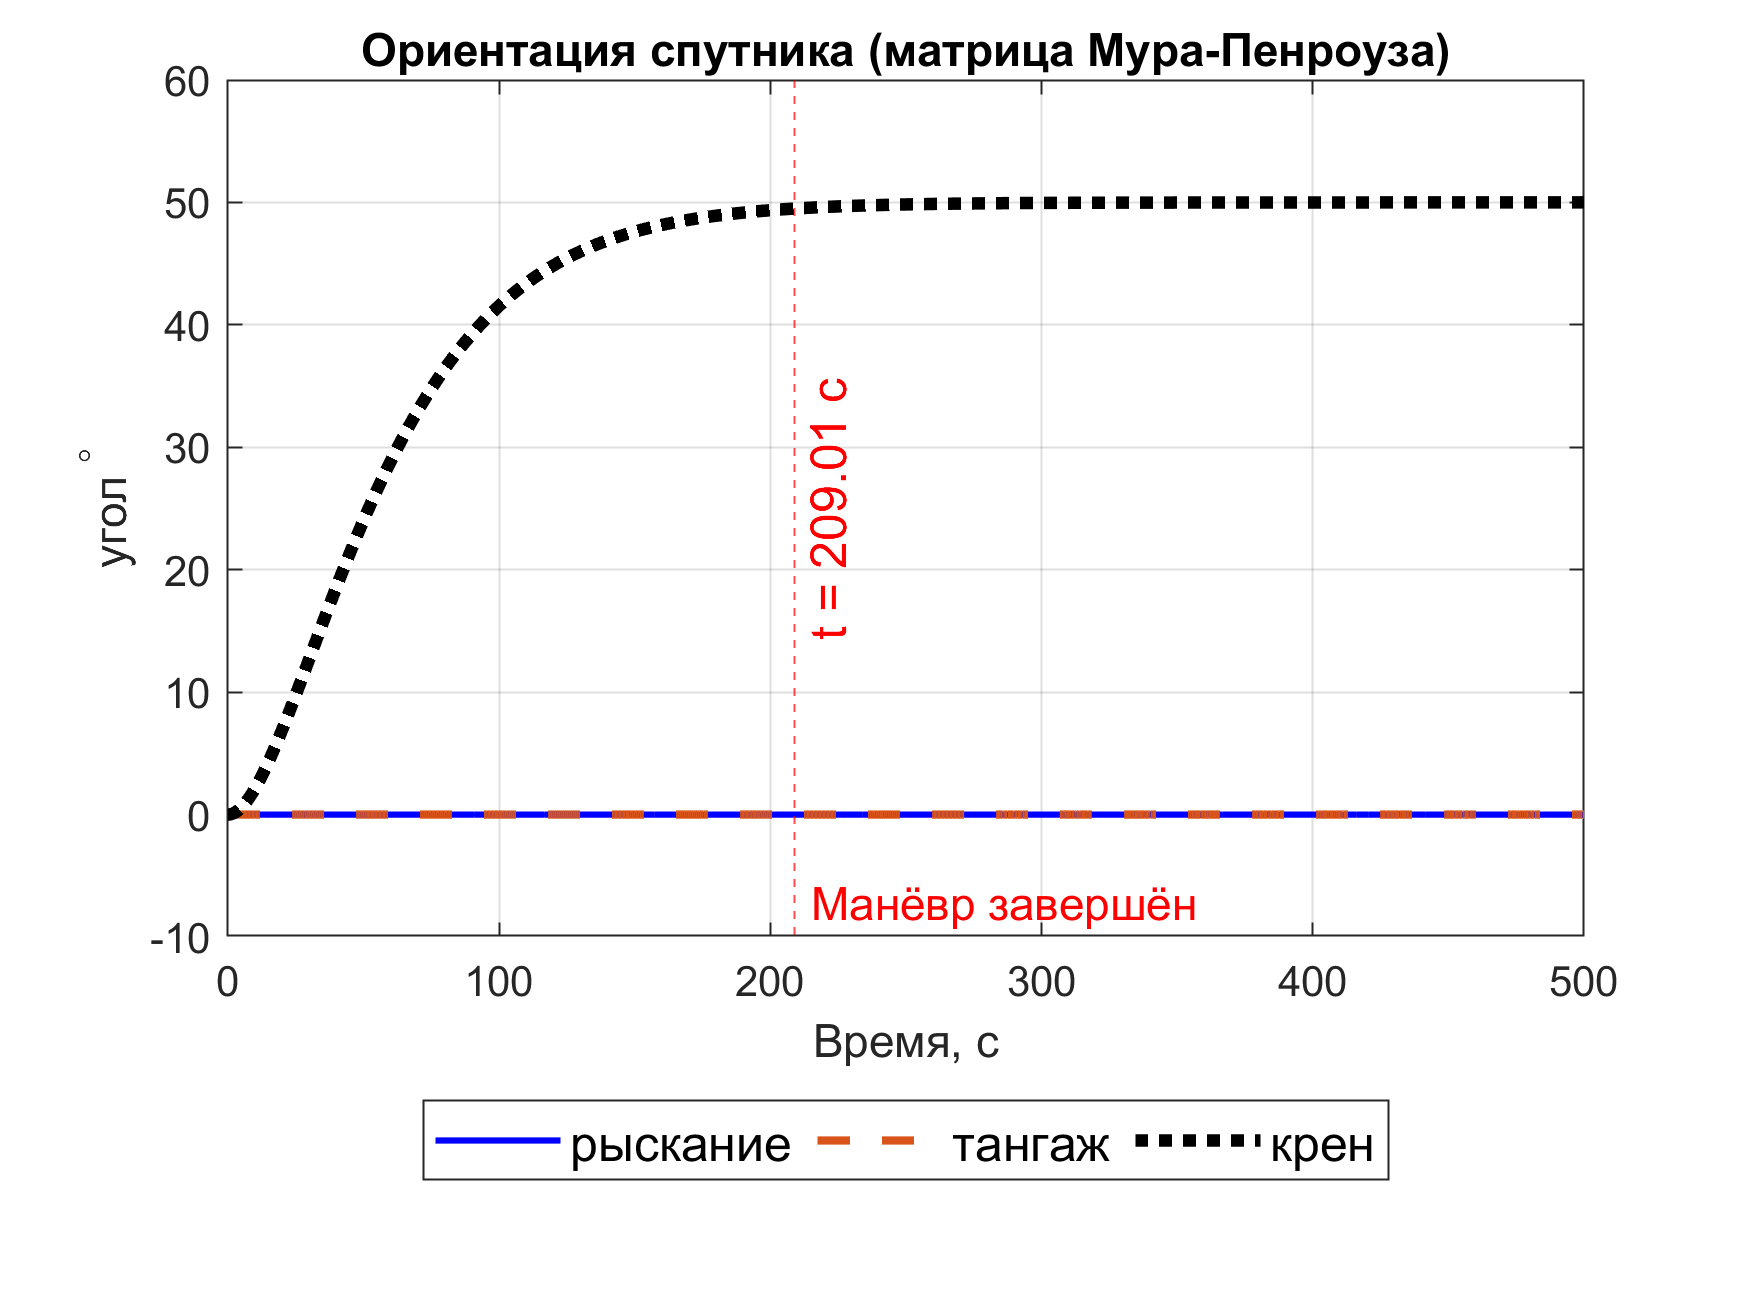 Ориентация спутника (матрица Мура-Пенроуза)
60
50
40
30
20
10
0
-10
угол °
t = 209.01 с
Манёвр завершён
0 100 200 300 400 500
Время, с
рыскание тангаж крен